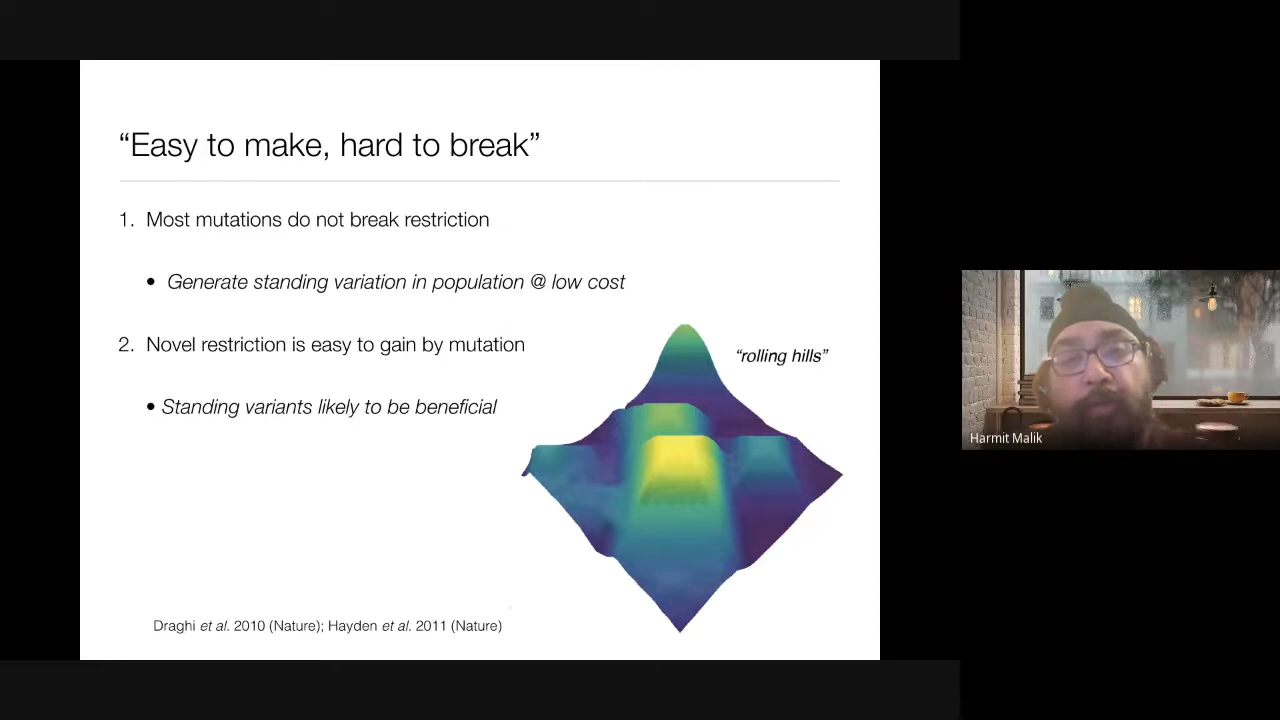 “Easy to make, hard to break”
1. Most mutations do not break restriction
• Generate standing variation in population @ low cost
2. Novel restriction is easy to gain by mutation
“rolling hills”
• Standing variants likely to be beneficial
Draghi et al. 2010 (Nature); Hayden et al. 2011 (Nature)
Harmit Malik